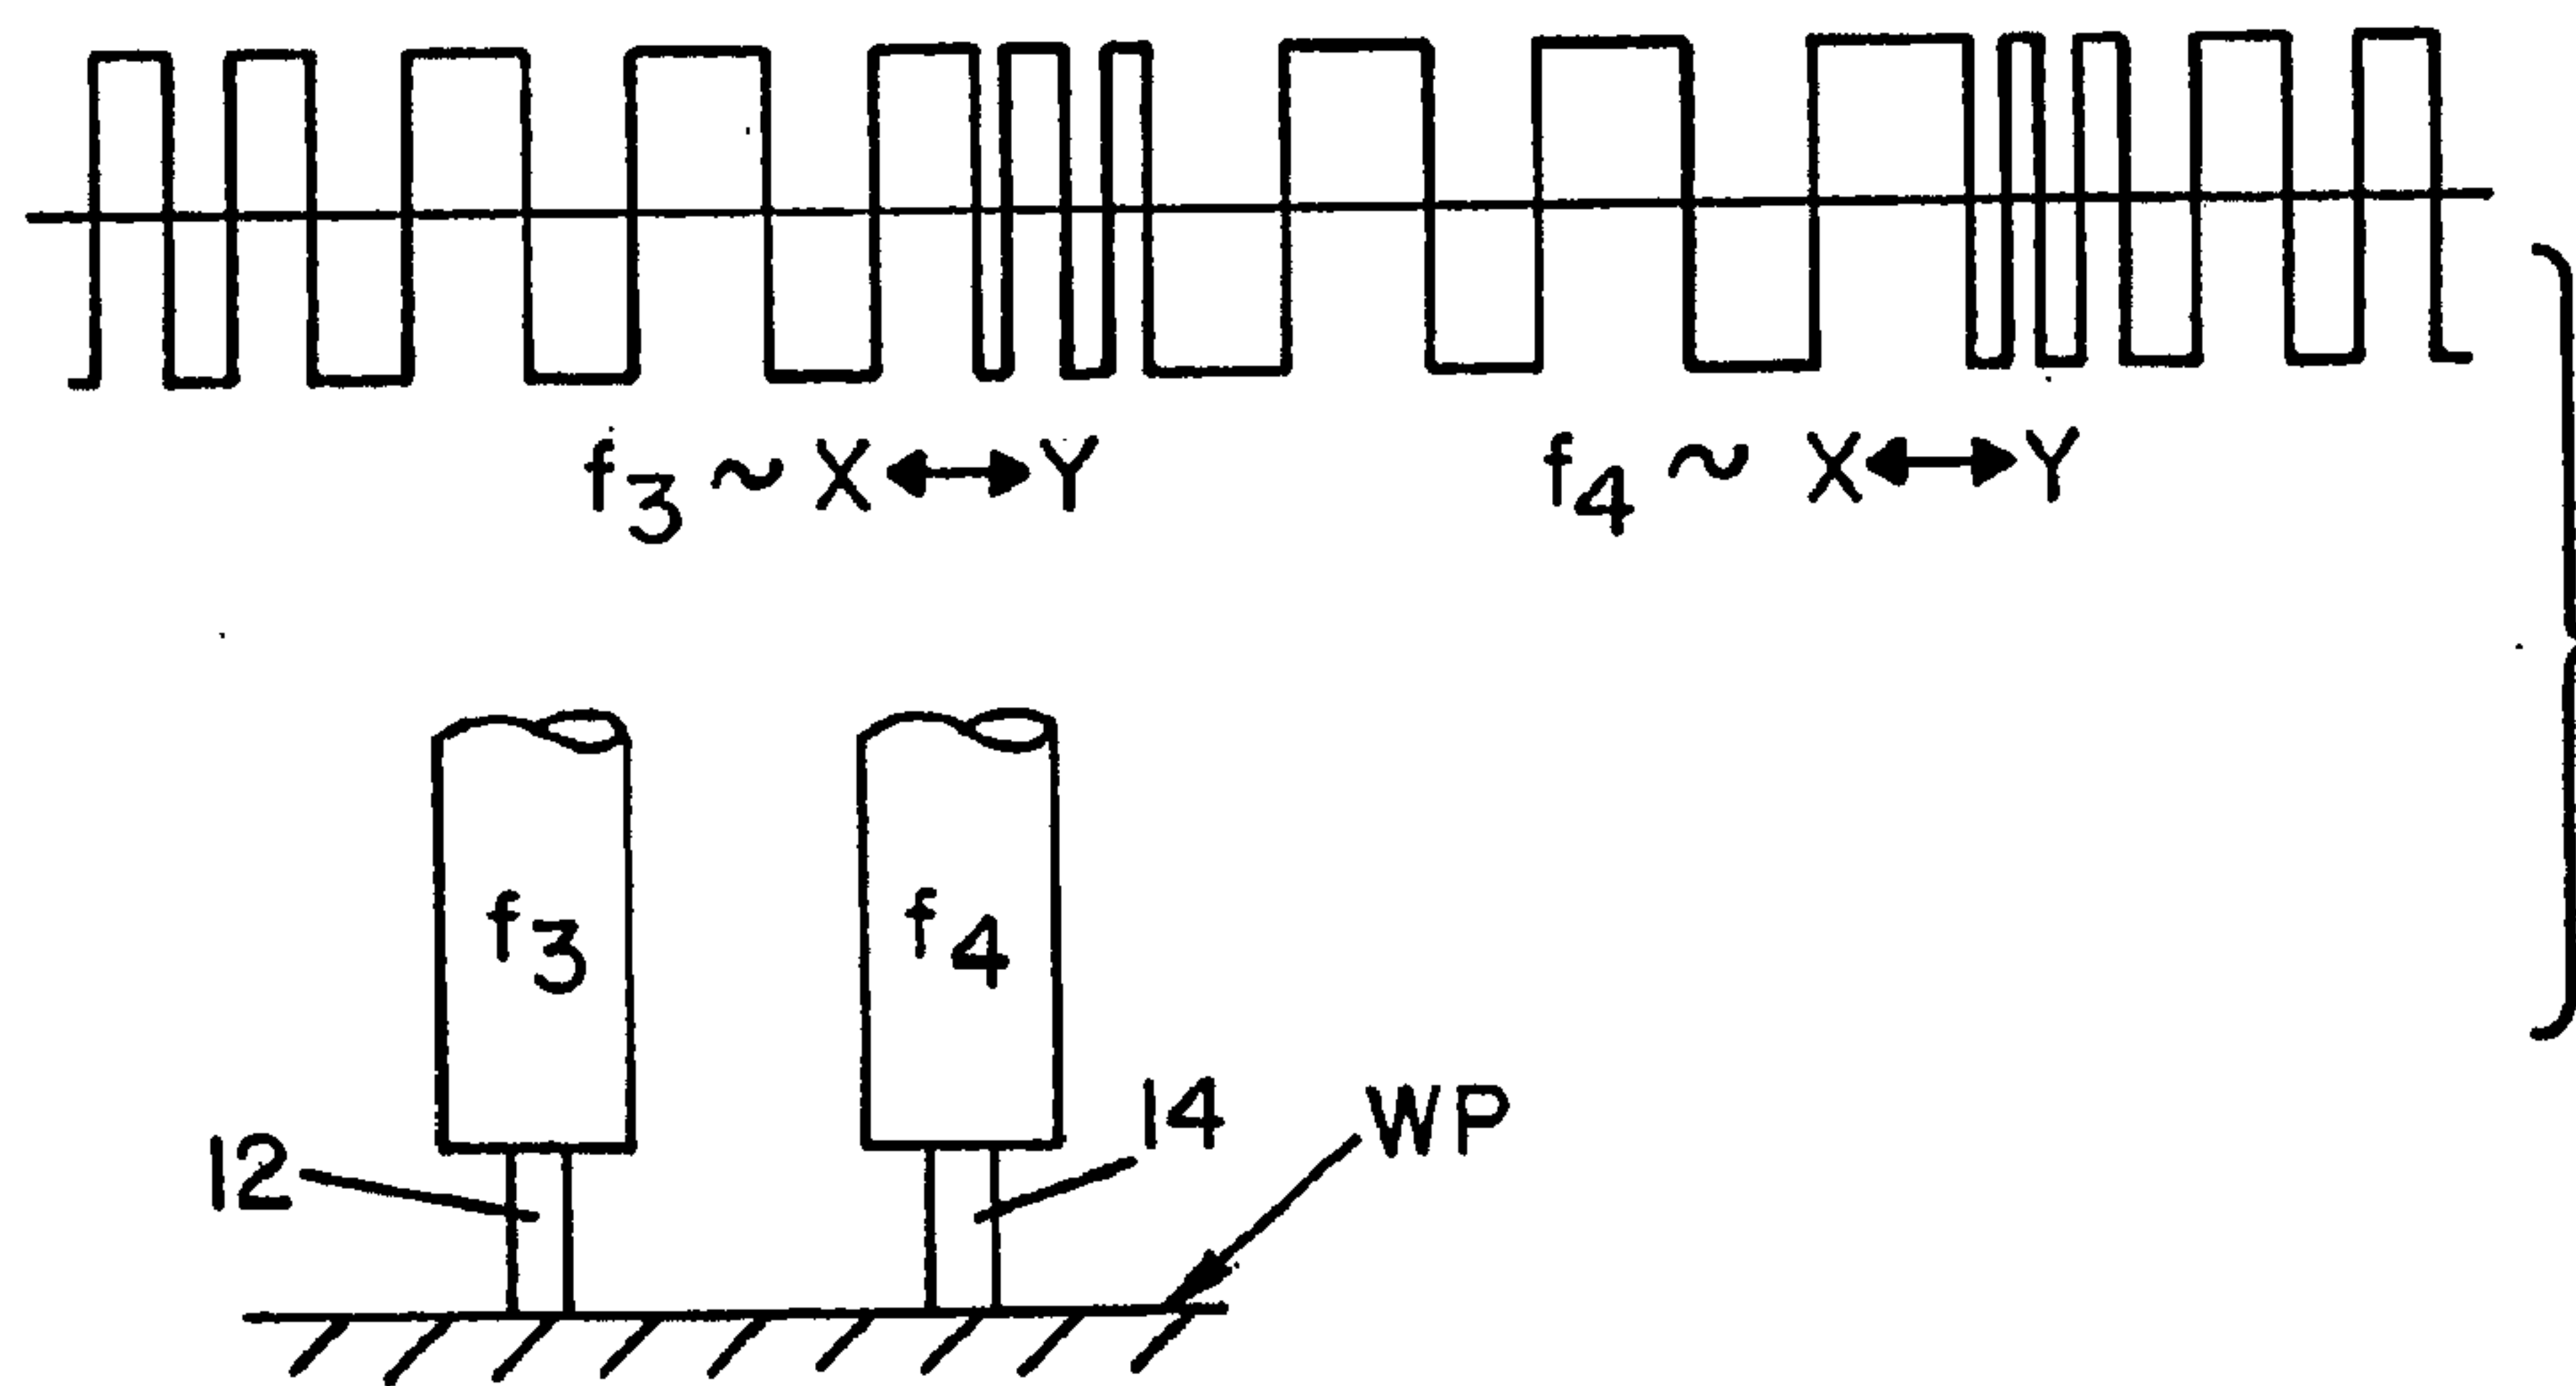 f₃ ~ X ↔ Y
f₄ ~ X ↔ Y
f₃
f₄
12
14
WP